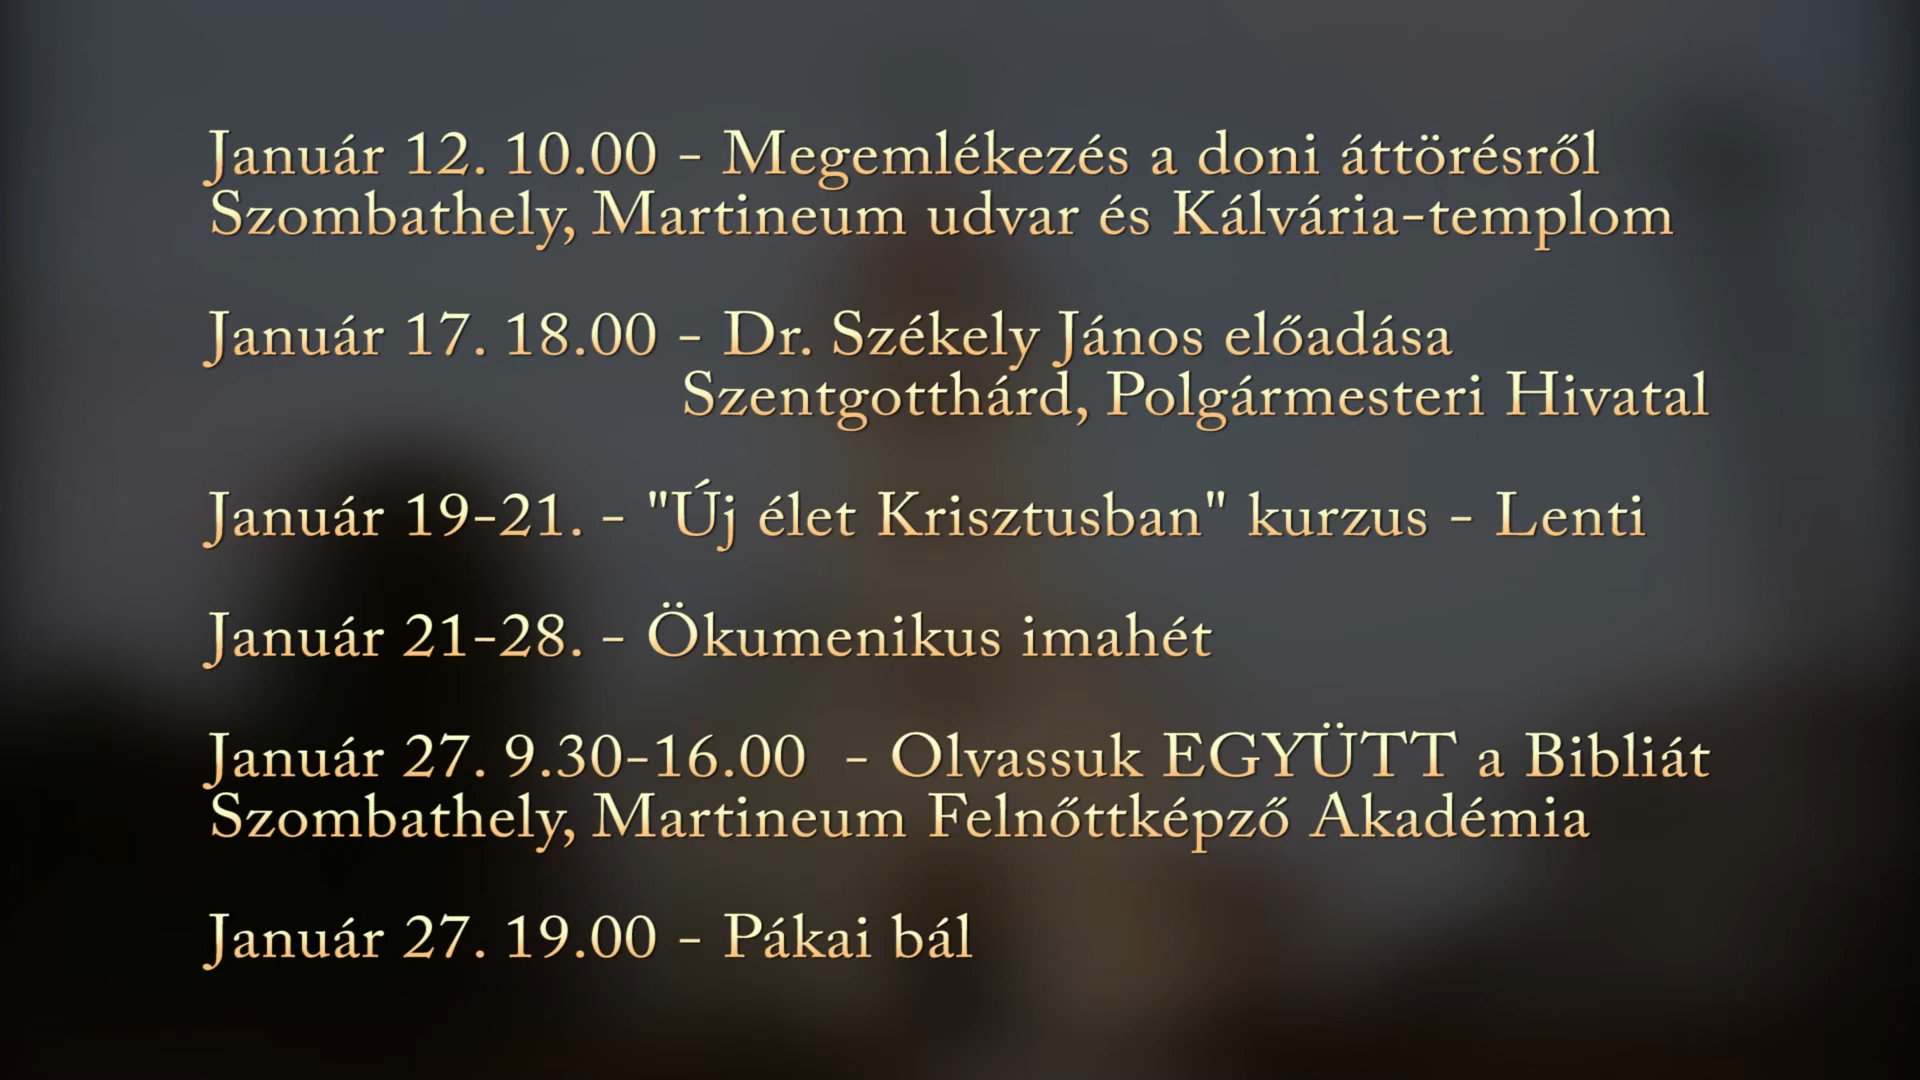 Január 12. 10.00 - Megemlékezés a doni áttörésről
Szombathely, Martineum udvar és Kálvária-templom
Január 17. 18.00 - Dr. Székely János előadása
Szentgotthárd, Polgármesteri Hivatal
Január 19-21. - "Új élet Krisztusban" kurzus - Lenti
Január 21-28. - Ökumenikus imahét
Január 27. 9.30-16.00  - Olvassuk EGYÜTT a Bibliát
Szombathely, Martineum Felnőttképző Akadémia
Január 27. 19.00 - Pákai bál